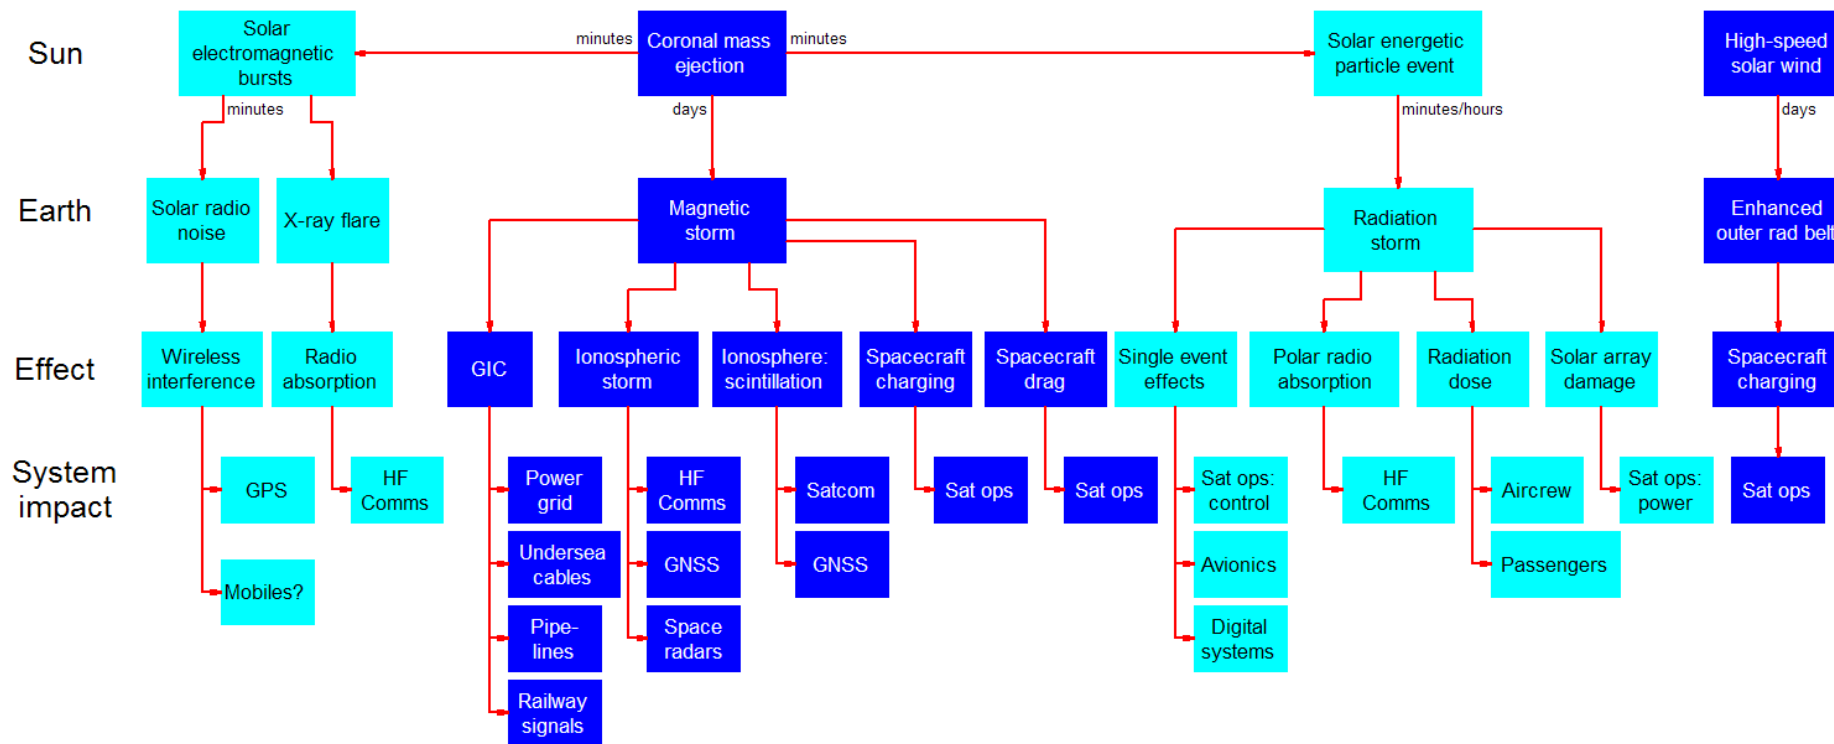 Sun
Solar
electromagnetic
bursts
minutes
Coronal mass
ejection
minutes
Solar energetic
particle event
High-speed
solar wind
minutes
days
minutes/hours
days
Earth
Solar radio
noise
X-ray flare
Magnetic
storm
Radiation
storm
Enhanced
outer rad belt
Effect
Wireless
interference
Radio
absorption
GIC
Ionospheric
storm
Ionosphere:
scintillation
Spacecraft
charging
Spacecraft
drag
Single event
effects
Polar radio
absorption
Radiation
dose
Solar array
damage
Spacecraft
charging
System
impact
GPS
HF
Comms
Power
grid
HF
Comms
Satcom
Sat ops
Sat ops
Sat ops:
control
HF
Comms
Aircrew
Sat ops:
power
Sat ops
Mobiles?
Undersea
cables
GNSS
GNSS
Avionics
Passengers
Pipe-
lines
Space
radars
Digital
systems
Railway
signals